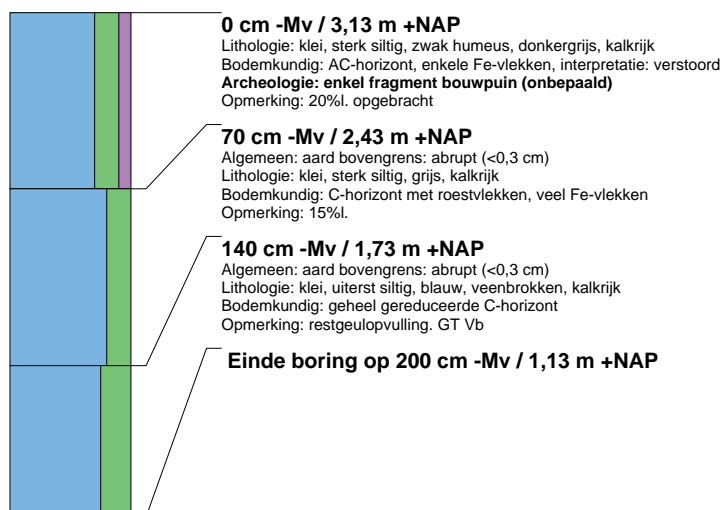 0 cm -Mv / 3,13 m +NAP
Lithologie: klei, sterk siltig, zwak humeus, donkergrijs, kalkrijk
Bodemkundig: AC-horizont, enkele Fe-vlekken, interpretatie: verstoord
Archeologie: enkel fragment bouwpuin (onbepaald)
Opmerking: 20%l. opgebracht
70 cm -Mv / 2,43 m +NAP
Algemeen: aard bovengrens: abrupt (<0,3 cm)
Lithologie: klei, sterk siltig, grijs, kalkrijk
Bodemkundig: C-horizont met roestvlekken, veel Fe-vlekken
Opmerking: 15%l.
140 cm -Mv / 1,73 m +NAP
Algemeen: aard bovengrens: abrupt (<0,3 cm)
Lithologie: klei, uiterst siltig, blauw, veenbrokken, kalkrijk
Bodemkundig: geheel gereduceerde C-horizont
Opmerking: restgeulopvulling. GT Vb
Einde boring op 200 cm -Mv / 1,13 m +NAP